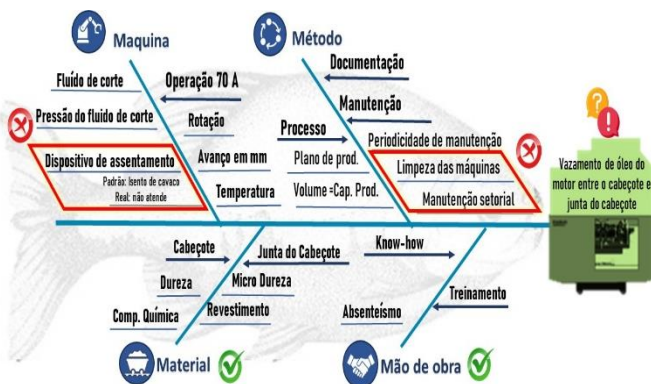 Maquina
Método
Fluído de corte
Operação 70 A
Pressão do fluido de corte
Rotação
Dispositivo de assentamento
Padrão: Isento de cavaco
Real: não atende
Avanço em mm
Temperatura
Documentação
Manutenção
Processo
Periodicidade de manutenção
Plano de prod.
Limpeza das máquinas
Volume =Cap. Prod.
Manutenção setorial
Vazamento de óleo do
motor entre o cabeçote e
junta do cabeçote
Cabeçote
Junta do Cabeçote
Know-how
Dureza
Micro Dureza
Treinamento
Comp. Química
Revestimento
Absenteísmo
Material
Mão de obra